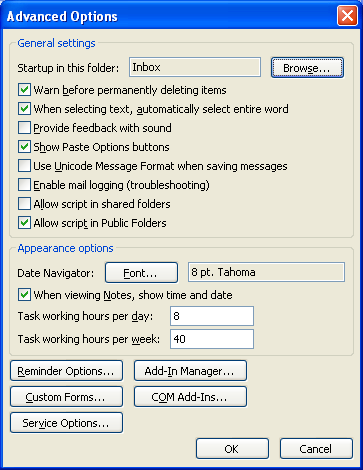 Advanced Options
General settings
Startup in this folder: Inbox Browse...
Warn before permanently deleting items
When selecting text, automatically select entire word
Provide feedback with sound
Show Paste Options buttons
Use Unicode Message Format when saving messages
Enable mail logging (troubleshooting)
Allow script in shared folders
Allow script in Public Folders
Appearance options
Date Navigator: Font... 8 pt. Tahoma
When viewing Notes, show time and date
Task working hours per day: 8
Task working hours per week: 40
Reminder Options... Add-In Manager...
Custom Forms... COM Add-Ins...
Service Options...
OK Cancel